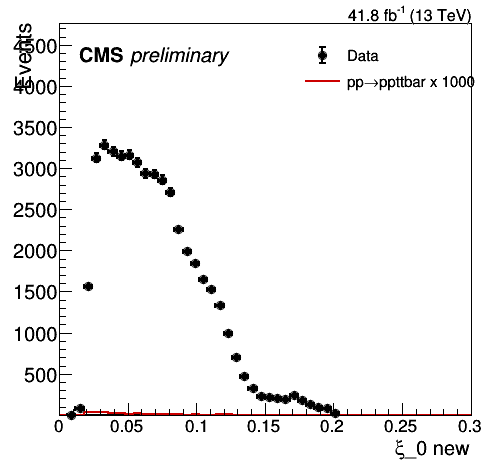 41.8 fb⁻¹ (13 TeV)
CMS preliminary
Data
pp→ppttbar x 1000
Events
4500
4000
3500
3000
2500
2000
1500
1000
500
0 0.05 0.1 0.15 0.2 0.25 0.3
ξ_0 new